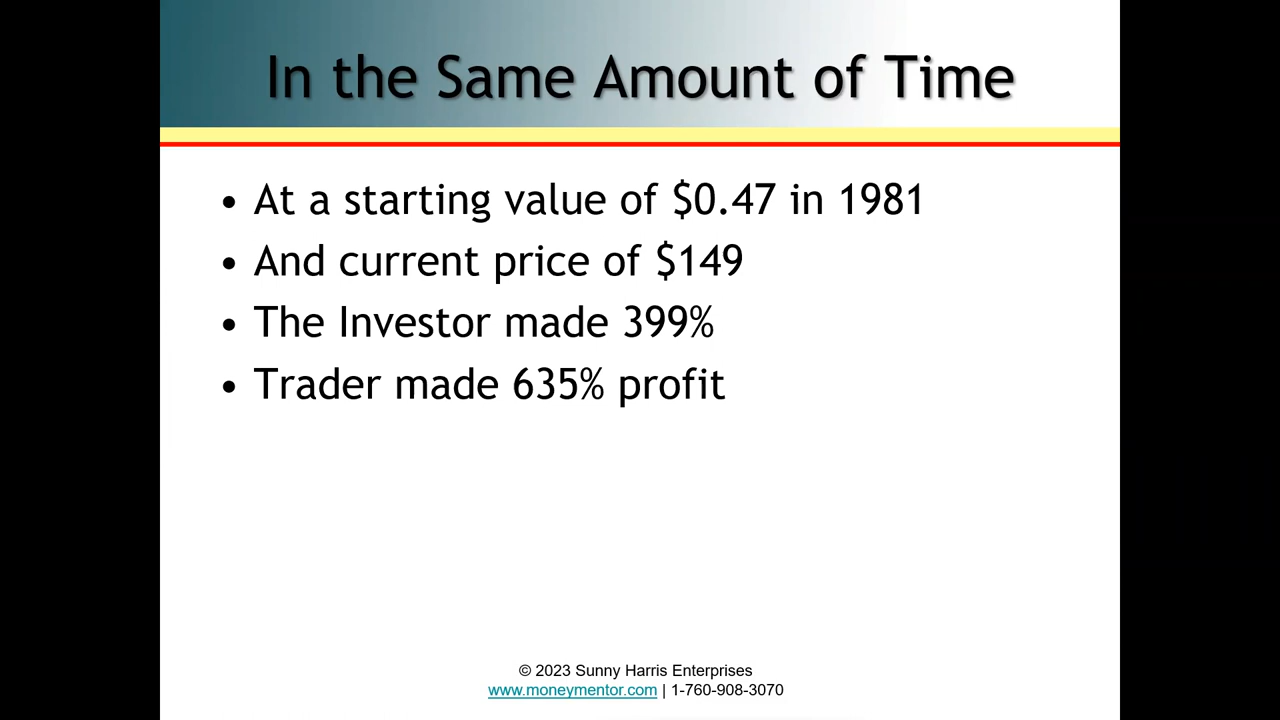 In the Same Amount of Time
• At a starting value of $0.47 in 1981
• And current price of $149
• The Investor made 399%
• Trader made 635% profit
© 2023 Sunny Harris Enterprises
www.moneymentor.com | 1-760-908-3070